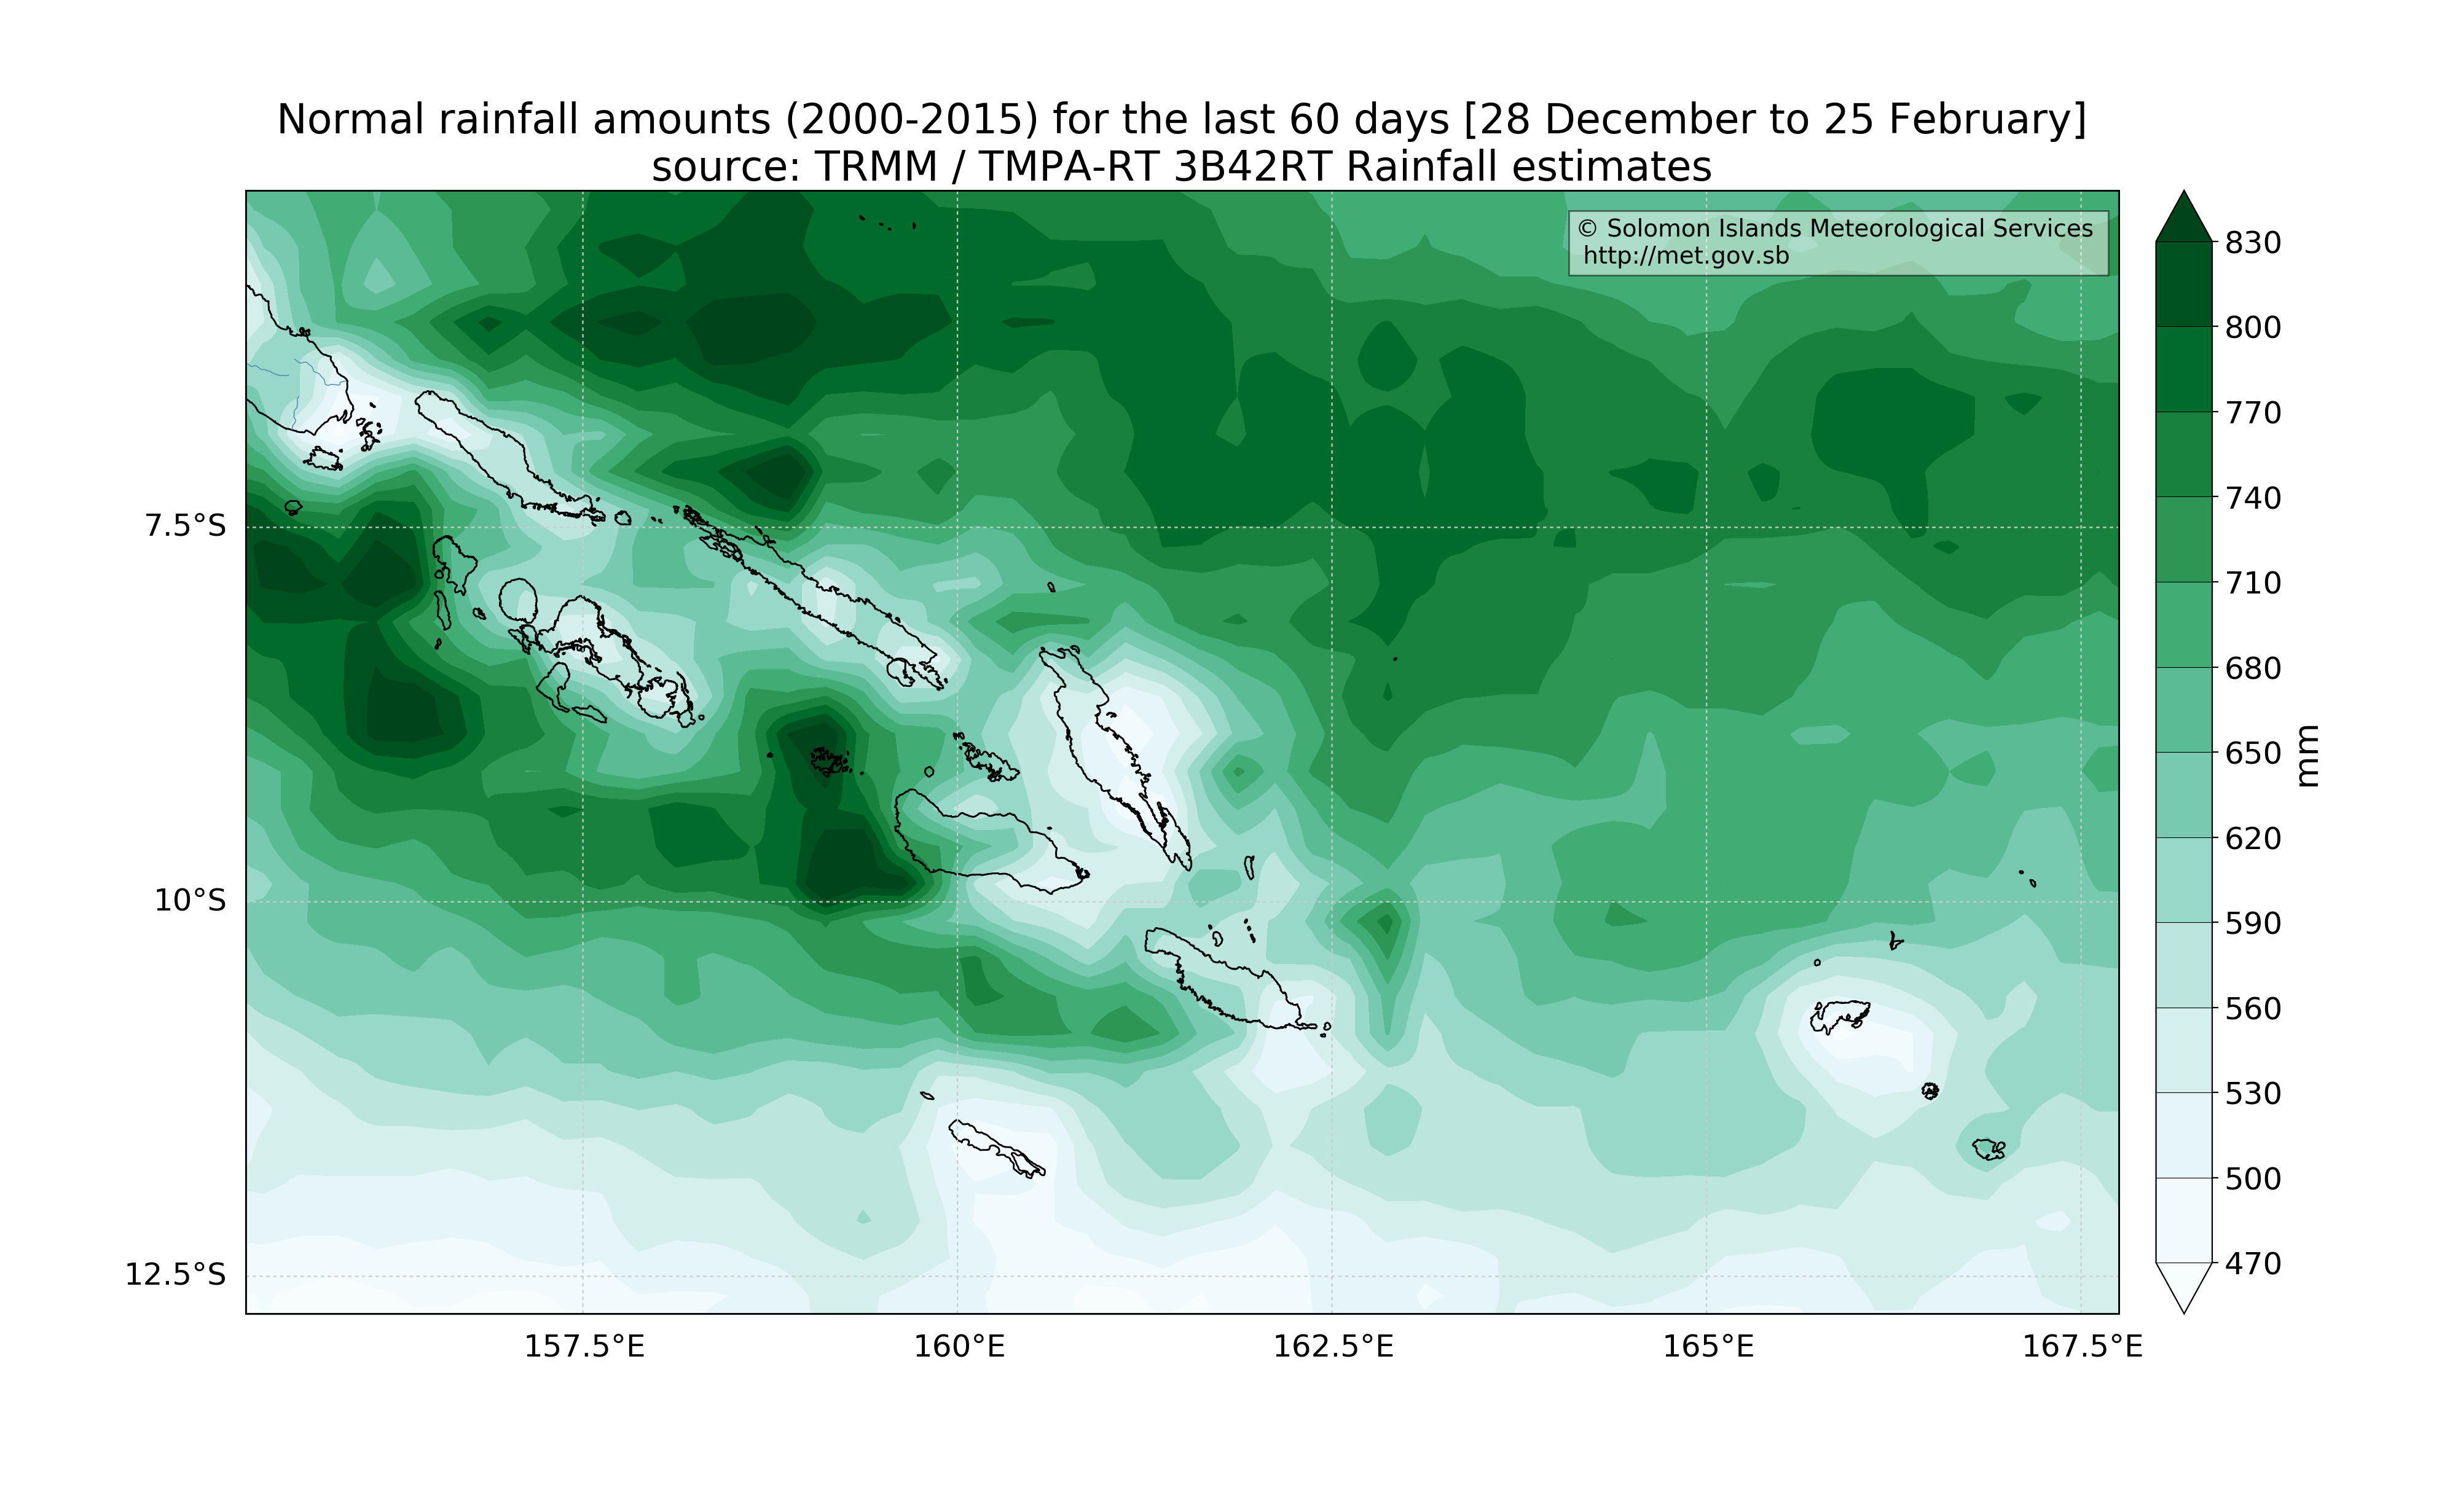 Normal rainfall amounts (2000-2015) for the last 60 days [28 December to 25 February]
source: TRMM / TMPA-RT 3B42RT Rainfall estimates
© Solomon Islands Meteorological Services
http://met.gov.sb
7.5°S
10°S
12.5°S
157.5°E
160°E
162.5°E
165°E
167.5°E
830
800
770
740
710
680
650
620
590
560
530
500
470
mm